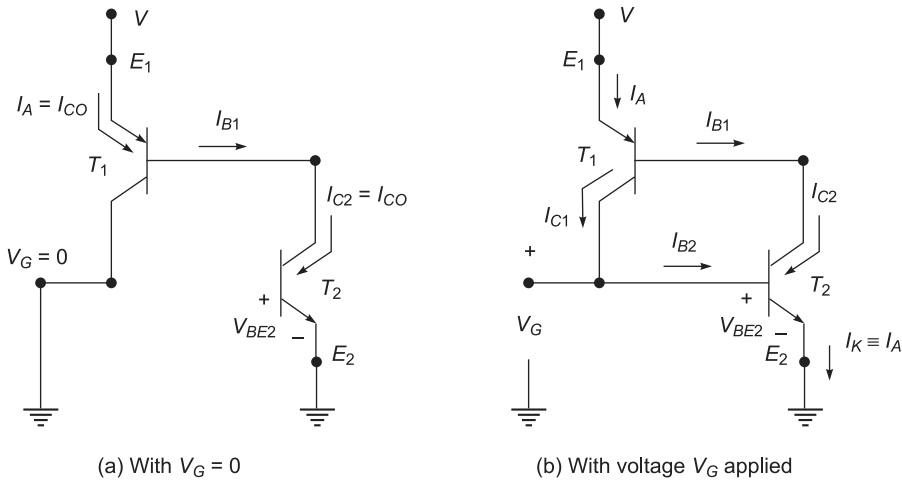 V
E1
IA = ICO
IB1
T1
IC2 = ICO
VG = 0
T2
+
VBE2
–
E2
(a) With VG = 0
V
E1
IA
IB1
T1
IC2
IC1
+
IB2
T2
+
VG
VBE2
–
E2
IK ≡ IA
(b) With voltage VG applied